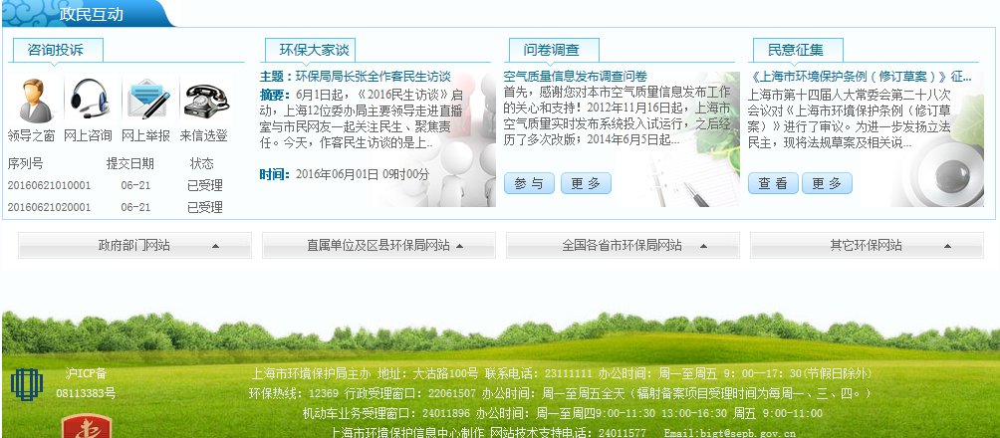 政民互动
咨询投诉
领导之窗 网上咨询 网上举报 来信选登
序列号 提交日期 状态
20160621010001 06-21 已受理
20160621020001 06-21 已受理
环保大家谈
主题：环保局局长张全作客民生访谈
摘要：6月1日起，《2016民生访谈》启
动，上海12位委办局主要领导走进直播
室与市民网友一起关注民生、聚焦责
任。今天，作客民生访谈的是上..
时间：2016年06月01日 09时00分
问卷调查
空气质量信息发布调查问卷
首先，感谢您对本市空气质量信息发布工作
的关心和支持！2012年11月16日起，上海市
空气质量实时发布系统投入试运行，之后经
历了多次改版；2014年6月5日起...
参 与 更 多
民意征集
《上海市环境保护条例（修订草案）》征...
上海市第十四届人大常委会第二十八次
会议对《上海市环境保护条例（修订草
案）》进行了审议。为进一步发扬立法
民主，现将法规草案及相关说...
查 看 更 多
政府部门网站 直属单位及区县环保局网站 全国各省市环保局网站 其它环保网站
沪ICP备
08113383号
上海市环境保护局主办 地址：大沽路100号 联系电话：23111111 办公时间：周一至周五 9：00--17：30(节假日除外)
环保热线：12369 行政受理窗口：22061507 办公时间：周一至周五全天（辐射备案项目受理时间为每周一、三、四。）
机动车业务受理窗口：24011896 办公时间：周一至周四9:00-11:30 13:00-16:30 周五 9:00-11:00
上海市环境保护信息中心制作 网站技术支持电话：24011577 Email:bigt@sepb.gov.cn